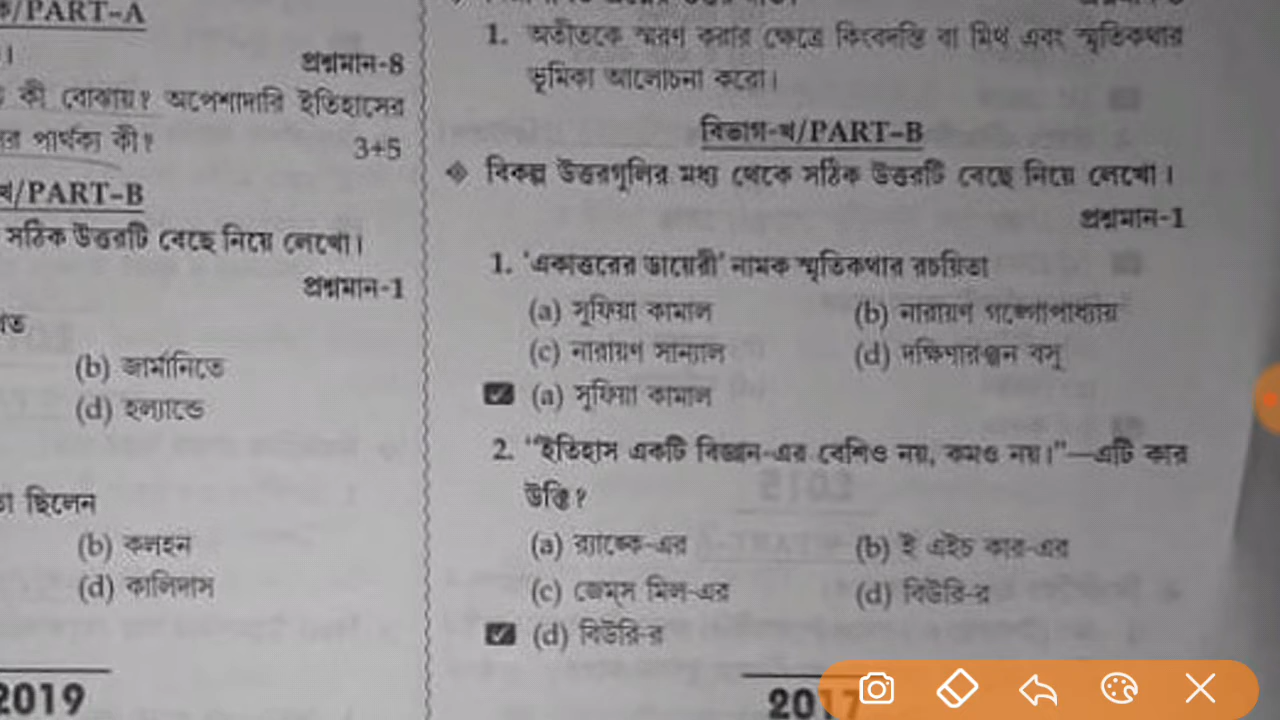 /PART-A
প্রশ্নমান-8
কী বোঝায়? অপেশাদারি ইতিহাসের
পার্থক্য কী?
3+5
/PART-B
সঠিক উত্তরটি বেছে নিয়ে লেখো।
প্রশ্নমান-1
(b) জার্মানিতে
(d) হল্যান্ডে
ছিলেন
(b) কলহন
(d) কালিদাস
2019
1. অতীতকে স্মরণ করার ক্ষেত্রে কিংবদন্তি বা মিথ এবং স্মৃতিকথার
ভূমিকা আলোচনা করো।
বিভাগ-খ/PART-B
❖ বিকল্প উত্তরগুলির মধ্য থেকে সঠিক উত্তরটি বেছে নিয়ে লেখো।
প্রশ্নমান-1
1. 'একাত্তরের ডায়েরী' নামক স্মৃতিকথার রচয়িতা
(a) সুফিয়া কামাল (b) নারায়ণ গঙ্গোপাধ্যায়
(c) নারায়ণ সান্যাল (d) দক্ষিণারঞ্জন বসু
(a) সুফিয়া কামাল
2. "ইতিহাস একটি বিজ্ঞান-এর বেশিও নয়, কমও নয়।"—এটি কার
উক্তি?
(a) র‍্যাঙ্কে-এর (b) ই এইচ কার-এর
(c) জেম্‌স মিল-এর (d) বিউরি-র
(d) বিউরি-র
2017